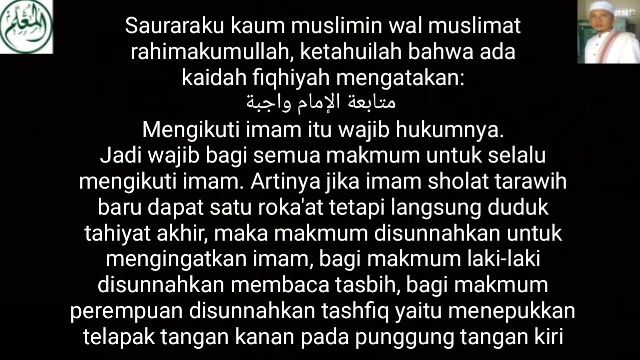 Sauraraku kaum muslimin wal muslimat
rahimakumullah, ketahuilah bahwa ada
kaidah fiqhiyah mengatakan:
متابعة الإمام واجبة
Mengikuti imam itu wajib hukumnya.
Jadi wajib bagi semua makmum untuk selalu
mengikuti imam. Artinya jika imam sholat tarawih
baru dapat satu roka'at tetapi langsung duduk
tahiyat akhir, maka makmum disunnahkan untuk
mengingatkan imam, bagi makmum laki-laki
disunnahkan membaca tasbih, bagi makmum
perempuan disunnahkan tashfiq yaitu menepukkan
telapak tangan kanan pada punggung tangan kiri